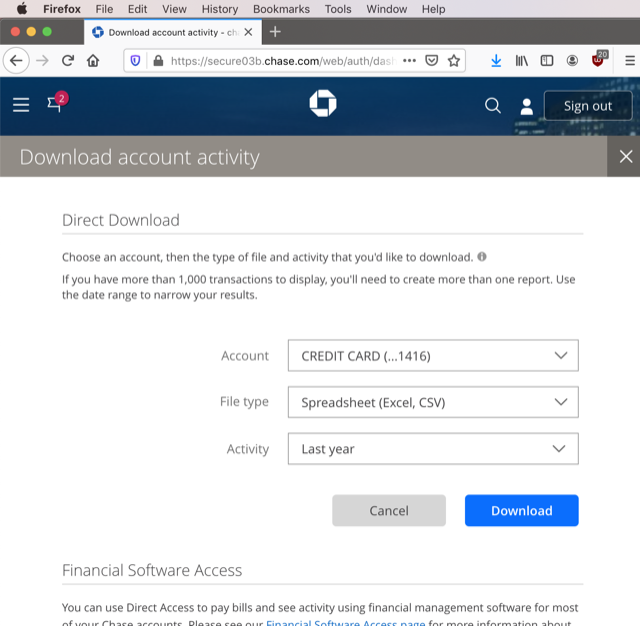 Firefox File Edit View History Bookmarks Tools Window Help
Download account activity - ch
https://secure03b.chase.com/web/auth/das
20
2
Sign out
Download account activity
Direct Download
Choose an account, then the type of file and activity that you'd like to download.
If you have more than 1,000 transactions to display, you'll need to create more than one report. Use
the date range to narrow your results.
Account CREDIT CARD (...1416)
File type Spreadsheet (Excel, CSV)
Activity Last year
Cancel Download
Financial Software Access
You can use Direct Access to pay bills and see activity using financial management software for most
of your Chase accounts. Please see our Financial Software Access page for more information about